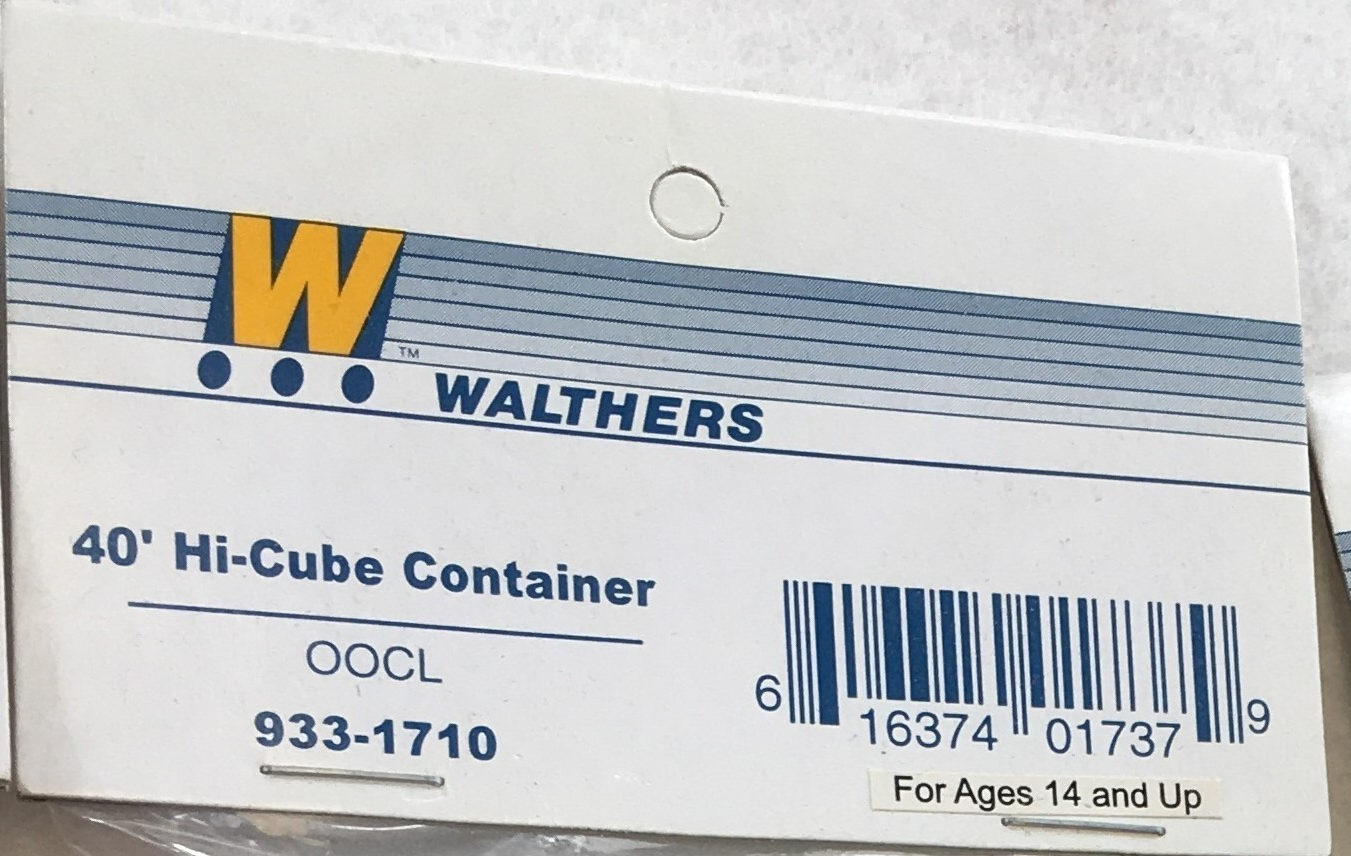 W
TM
WALTHERS
40' Hi-Cube Container
OOCL
933-1710
6 16374 01737 9
For Ages 14 and Up